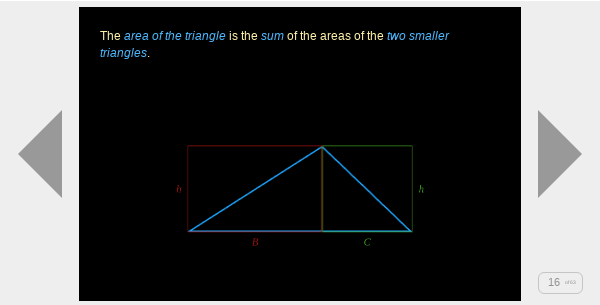 The area of the triangle is the sum of the areas of the two smaller
triangles.
h h
B C
16